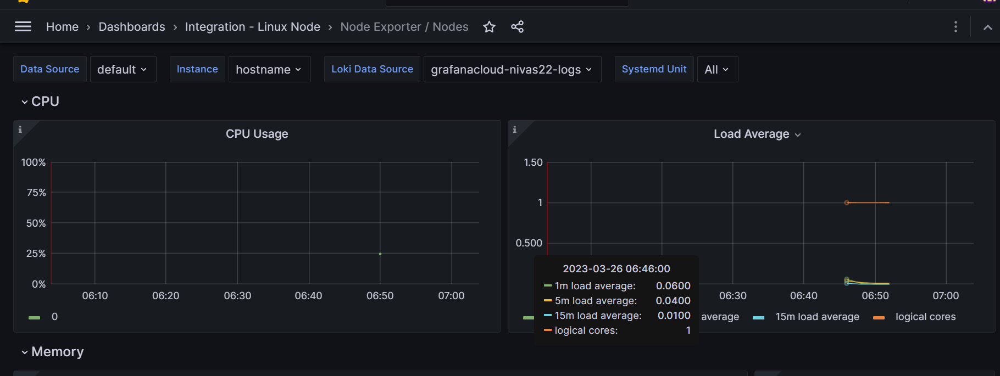 Home › Dashboards › Integration - Linux Node › Node Exporter / Nodes
Data Source default Instance hostname Loki Data Source grafanacloud-nivas22-logs Systemd Unit All
CPU
i
CPU Usage
100%
75%
50%
25%
0%
06:10 06:20 06:30 06:40 06:50 07:00
0
i
Load Average
1.50
1
0.500
2023-03-26 06:46:00
1m load average: 0.0600
5m load average: 0.0400
15m load average: 0.0100
logical cores: 1
06:30 06:40 06:50 07:00
average 15m load average logical cores
Memory